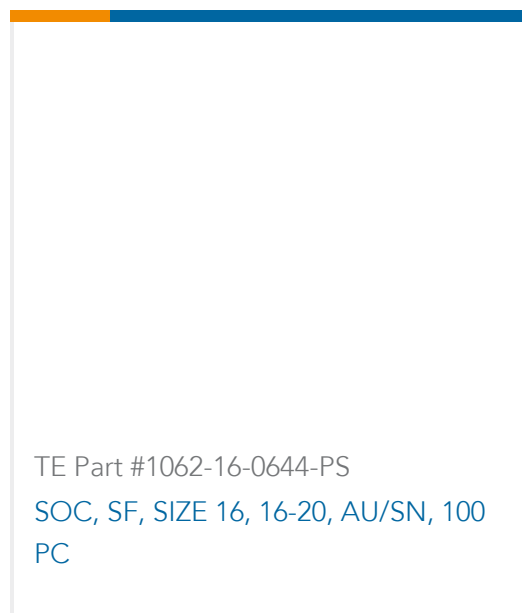 TE Part #1062-16-0644-PS
SOC, SF, SIZE 16, 16-20, AU/SN, 100
PC